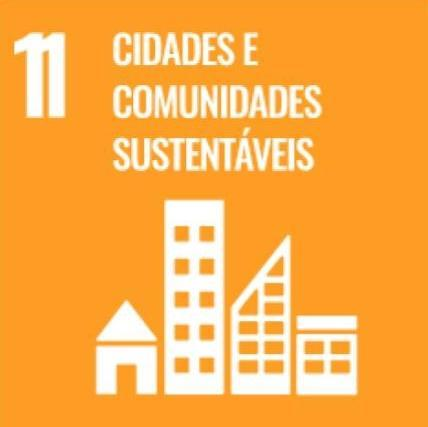 11
CIDADES E
COMUNIDADES
SUSTENTÁVEIS